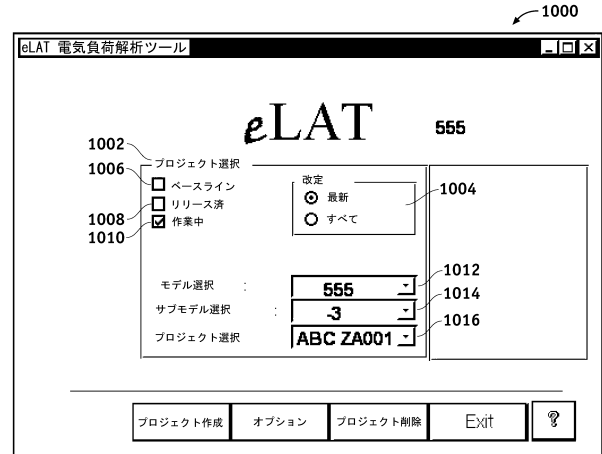 1000
eLAT 電気負荷解析ツール
eLAT 555
1002
プロジェクト選択
1006
ベースライン
改定
1004
最新
1008
リリース済
1010
作業中
すべて
モデル選択 : 555
1012
サブモデル選択 : -3
1014
プロジェクト選択 ABC ZA001
1016
プロジェクト作成 オプション プロジェクト削除 Exit ?